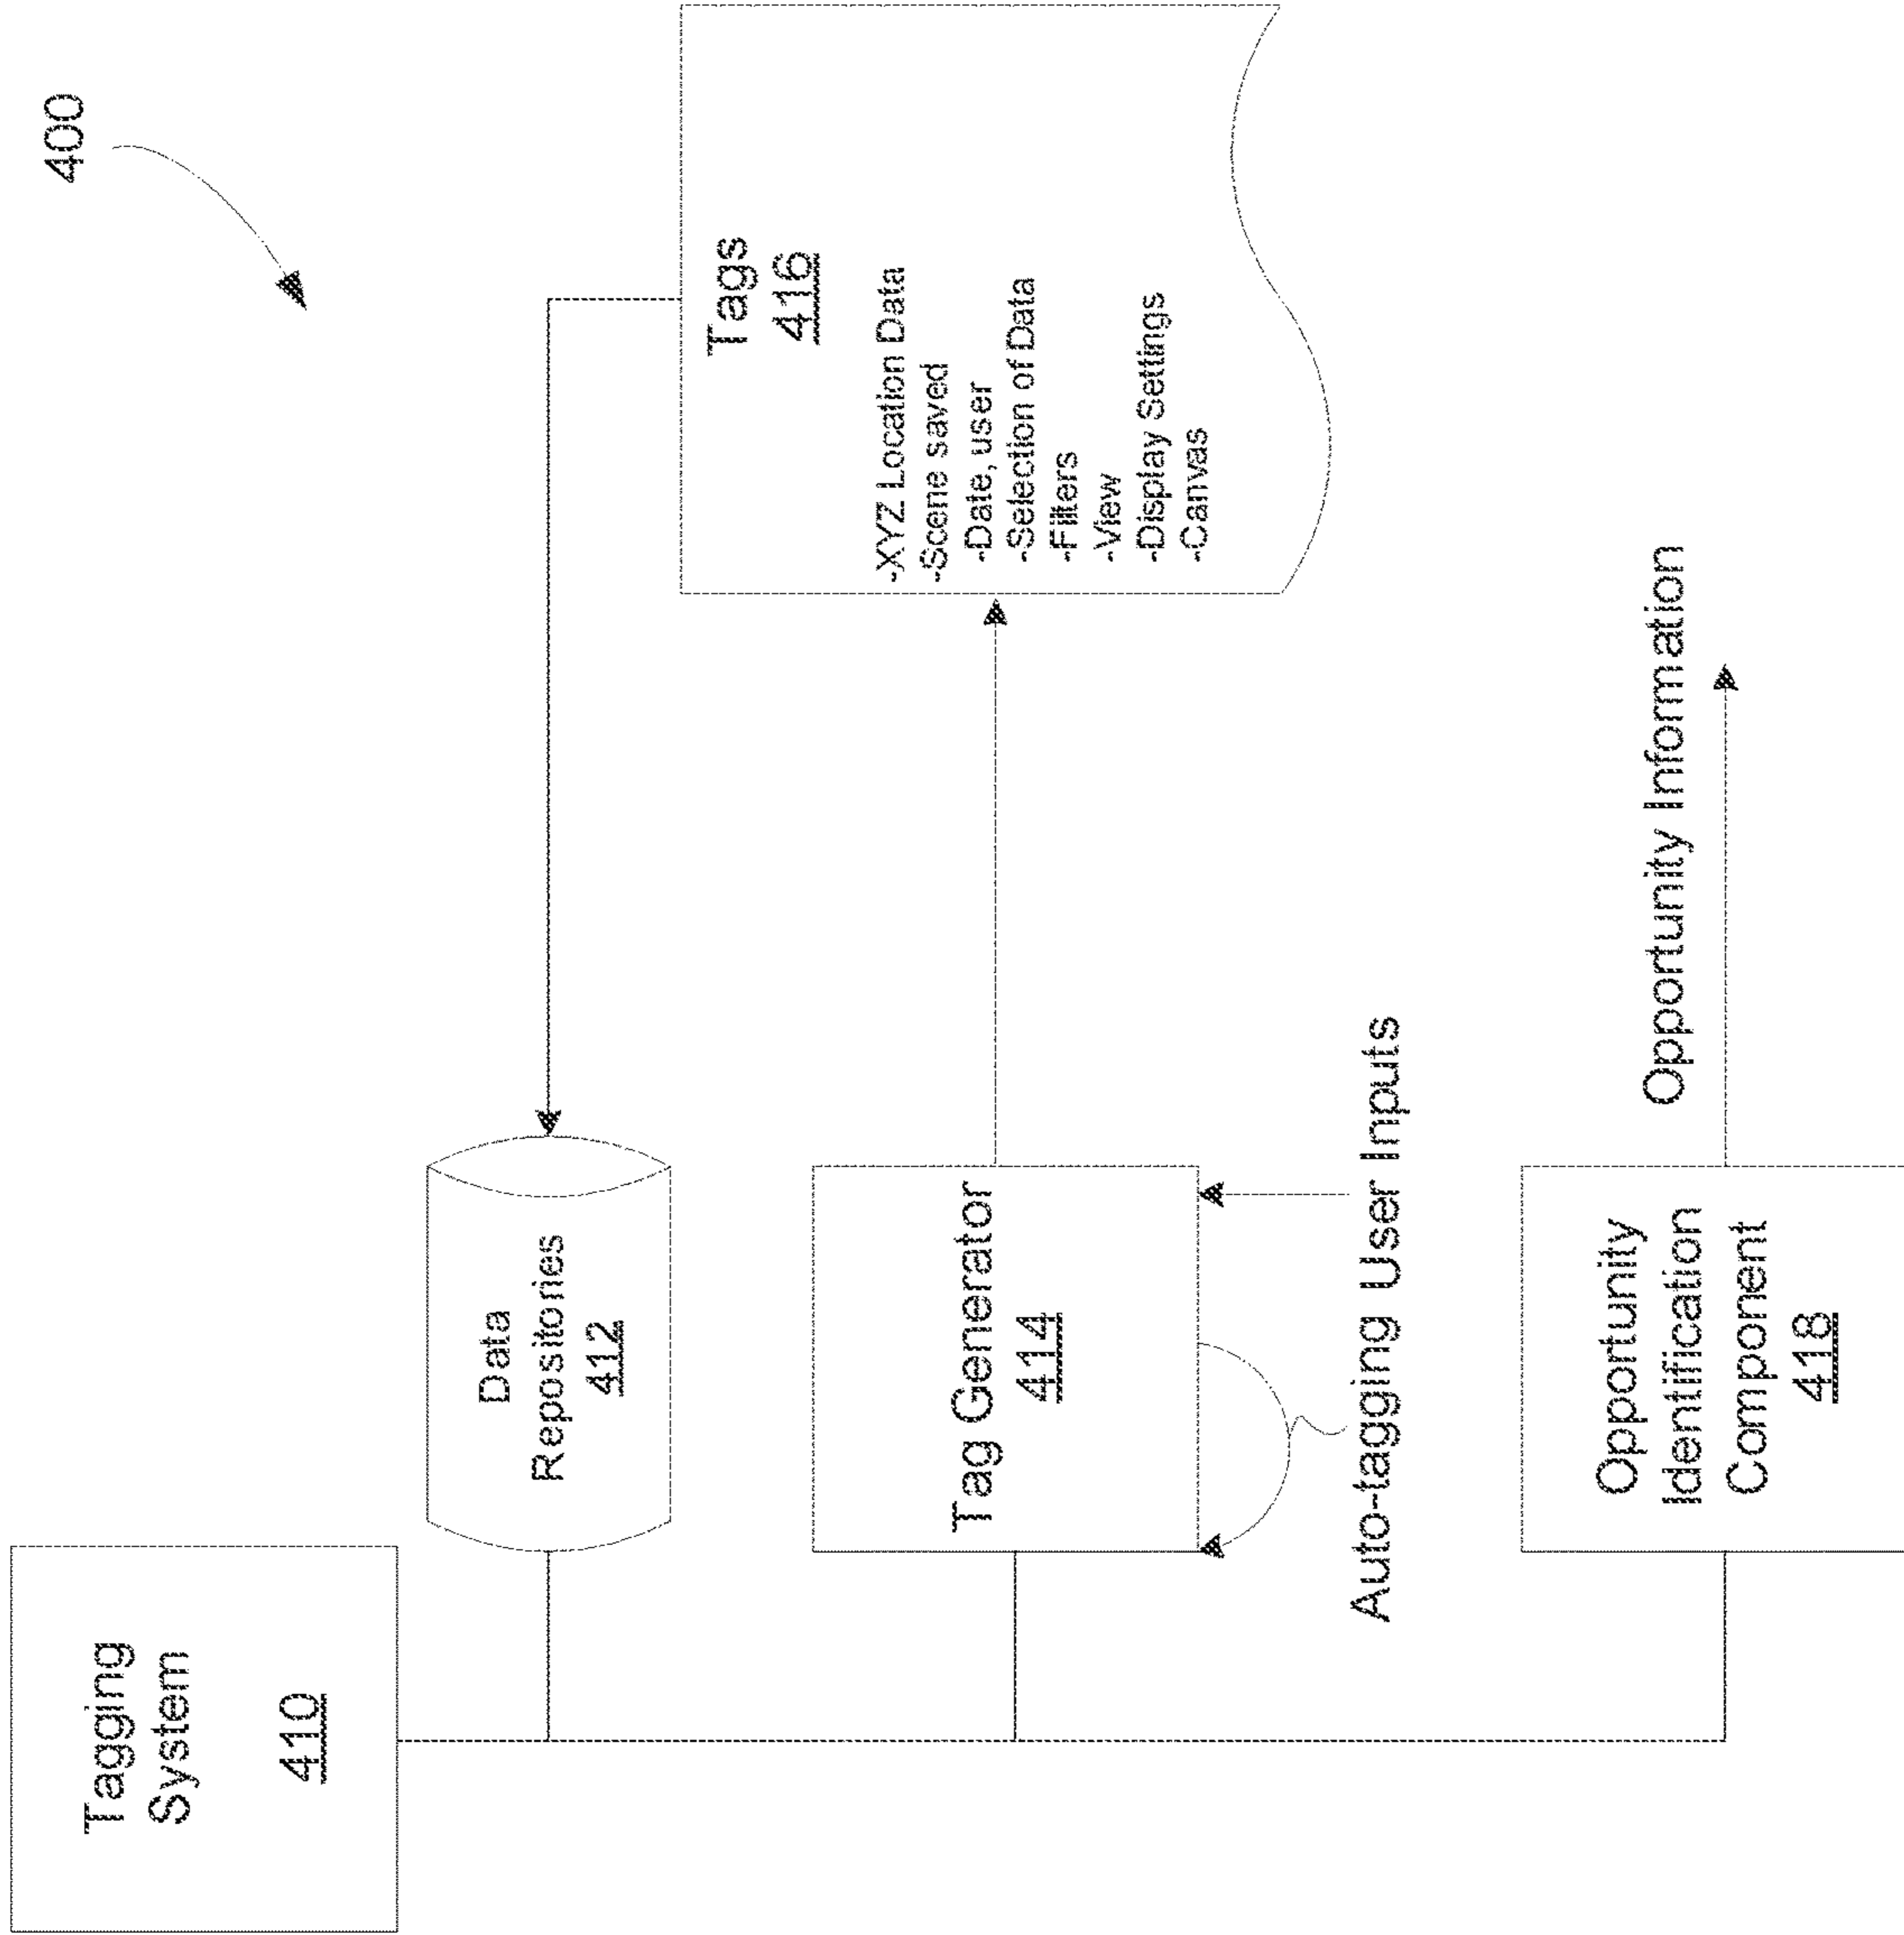 400
Tagging
System
410
Data
Repositories
412
Tags
416
-XYZ Location Data
-Scene saved
-Date, user
-Selection of Data
-Filters
-View
-Display Settings
-Canvas
Tag Generator
414
Auto-tagging User Inputs
Opportunity
Identification
Component
418
Opportunity Information